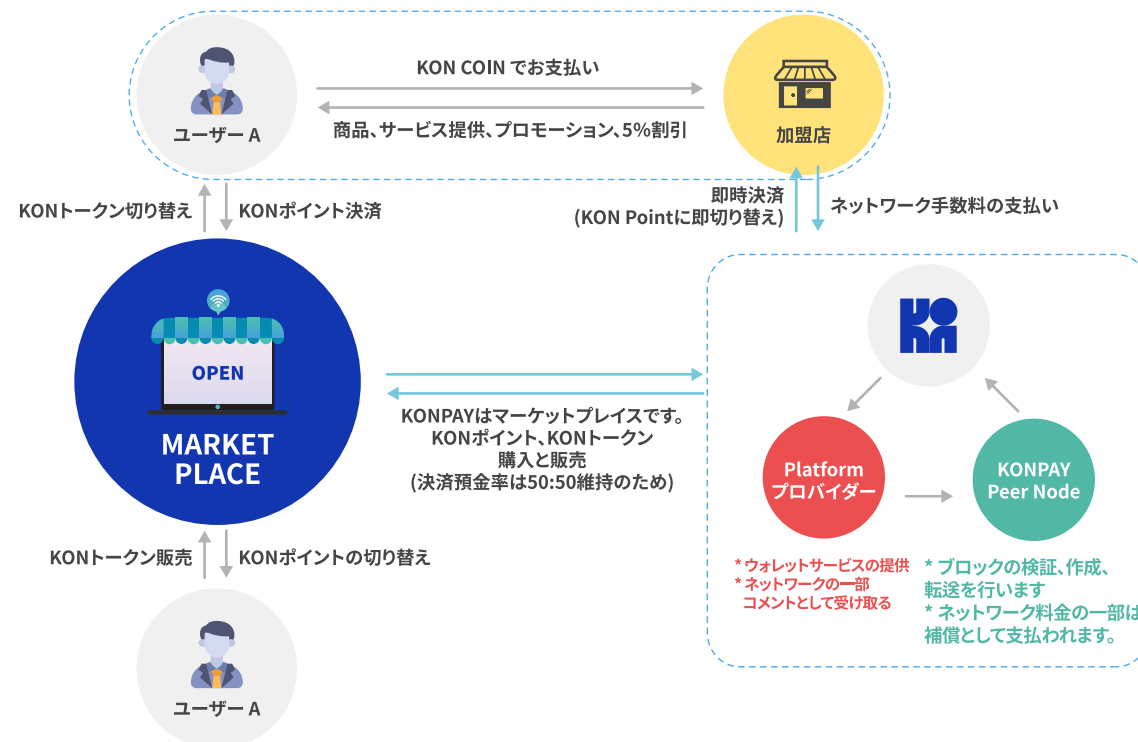 KON COIN でお支払い
ユーザー A
商品、サービス提供、プロモーション、5%割引
加盟店
KONトークン切り替え
KONポイント決済
即時決済
(KON Pointに即切り替え)
ネットワーク手数料の支払い
OPEN
MARKET
PLACE
KONPAYはマーケットプレイスです。
KONポイント、KONトークン
購入と販売
(決済預金率は50:50維持のため)
Platform
プロバイダー
KONPAY
Peer Node
KONトークン販売
KONポイントの切り替え
* ウォレットサービスの提供
* ネットワークの一部
コメントとして受け取る
* ブロックの検証、作成、
転送を行います
* ネットワーク料金の一部は
補償として支払われます。
ユーザー A